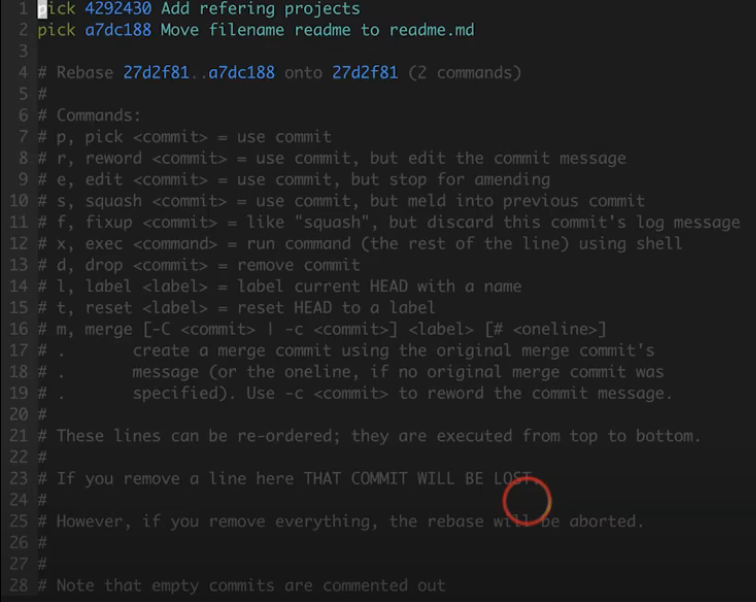 1 pick 4292430 Add refering projects
2 pick a7dc188 Move filename readme to readme.md
3
4 # Rebase 27d2f81..a7dc188 onto 27d2f81 (2 commands)
5 #
6 # Commands:
7 # p, pick <commit> = use commit
8 # r, reword <commit> = use commit, but edit the commit message
9 # e, edit <commit> = use commit, but stop for amending
10 # s, squash <commit> = use commit, but meld into previous commit
11 # f, fixup <commit> = like "squash", but discard this commit's log message
12 # x, exec <command> = run command (the rest of the line) using shell
13 # d, drop <commit> = remove commit
14 # l, label <label> = label current HEAD with a name
15 # t, reset <label> = reset HEAD to a label
16 # m, merge [-C <commit> | -c <commit>] <label> [# <oneline>]
17 # .       create a merge commit using the original merge commit's
18 # .       message (or the oneline, if no original merge commit was
19 # .       specified). Use -c <commit> to reword the commit message.
20 #
21 # These lines can be re-ordered; they are executed from top to bottom.
22 #
23 # If you remove a line here THAT COMMIT WILL BE LOST.
24 #
25 # However, if you remove everything, the rebase will be aborted.
26 #
27 #
28 # Note that empty commits are commented out